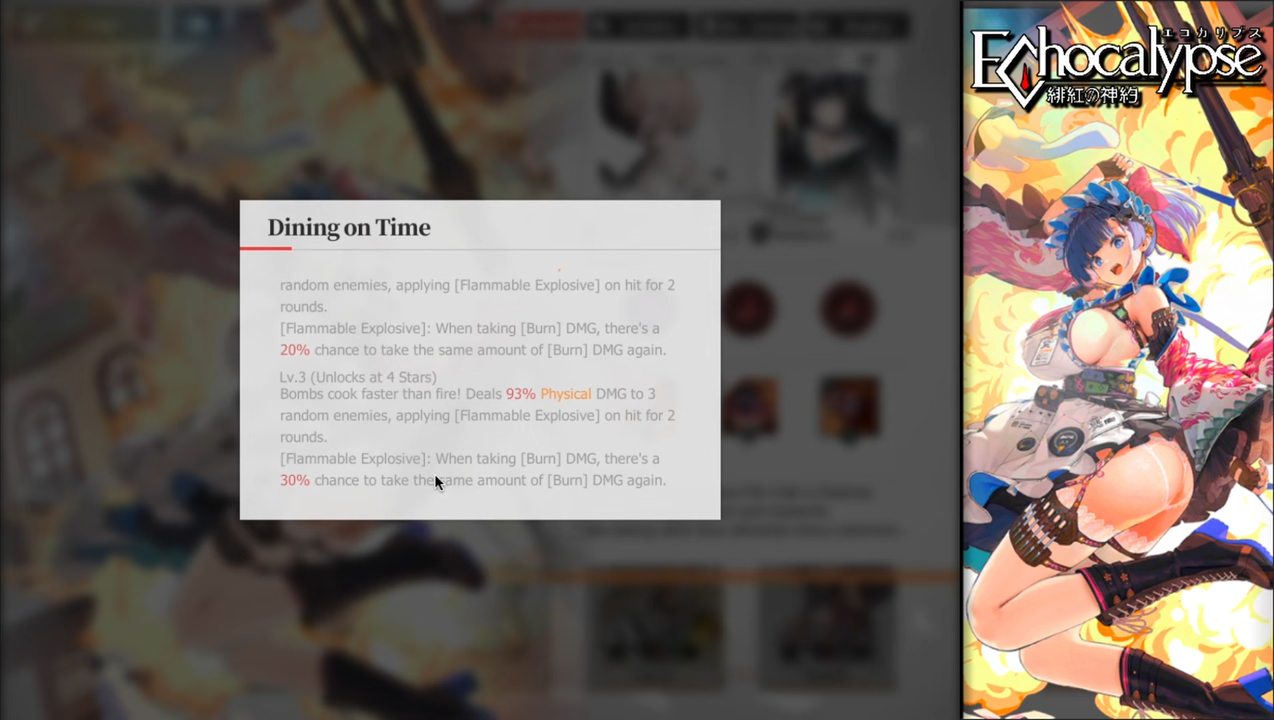 Dining on Time
random enemies, applying [Flammable Explosive] on hit for 2
rounds.
[Flammable Explosive]: When taking [Burn] DMG, there's a
20% chance to take the same amount of [Burn] DMG again.
Lv.3 (Unlocks at 4 Stars)
Bombs cook faster than fire! Deals 93% Physical DMG to 3
random enemies, applying [Flammable Explosive] on hit for 2
rounds.
[Flammable Explosive]: When taking [Burn] DMG, there's a
30% chance to take the same amount of [Burn] DMG again.
エコカリプス
Echocalypse
緋紅の神約